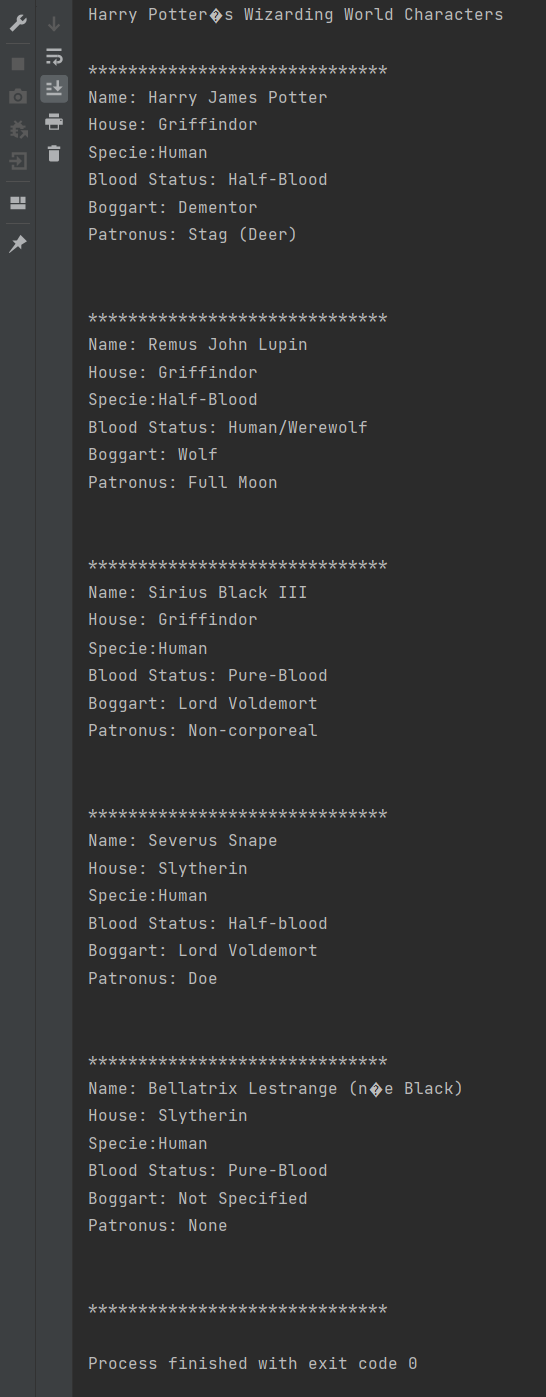 Harry Potter�s Wizarding World Characters
******************************
Name: Harry James Potter
House: Griffindor
Specie:Human
Blood Status: Half-Blood
Boggart: Dementor
Patronus: Stag (Deer)
******************************
Name: Remus John Lupin
House: Griffindor
Specie:Half-Blood
Blood Status: Human/Werewolf
Boggart: Wolf
Patronus: Full Moon
******************************
Name: Sirius Black III
House: Griffindor
Specie:Human
Blood Status: Pure-Blood
Boggart: Lord Voldemort
Patronus: Non-corporeal
******************************
Name: Severus Snape
House: Slytherin
Specie:Human
Blood Status: Half-blood
Boggart: Lord Voldemort
Patronus: Doe
******************************
Name: Bellatrix Lestrange (n�e Black)
House: Slytherin
Specie:Human
Blood Status: Pure-Blood
Boggart: Not Specified
Patronus: None
******************************
Process finished with exit code 0